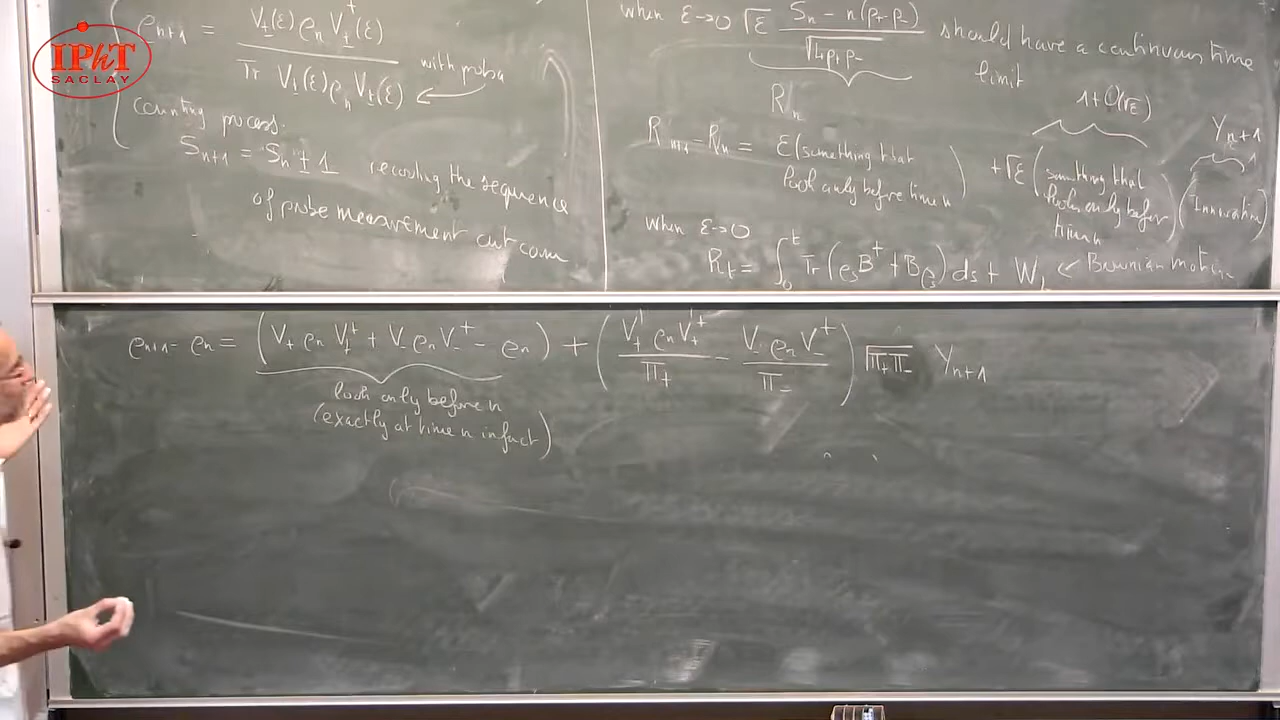 IPhT
SACLAY
ρ_{n+1} = V_±(ε) ρ_n V_±^†(ε) / Tr V_±(ε) ρ_n V_±^†(ε) with proba
counting process.
S_{n+1} = S_n ± 1 recording the sequence
of probe measurement outcom
when ε→0 √ε (S_n − n(p_+ − p_-)) / √(4p_+p_-) should have a continuous time
limit
R_n
1+O(√ε)
Y_{n+1}
R_{n+1} − R_n = ε(something that look only before time n) + √ε(something that look only before time n)(Innovation)
when ε→0
R_t = ∫_0^t Tr(ρ_s B^† + B ρ_s) ds + W_t ← Brownian motion
ρ_{n+1} − ρ_n = (V_+ ρ_n V_+^† + V_- ρ_n V_-^† − ρ_n) + (V_+ ρ_n V_+^† / π_+ − V_- ρ_n V_-^† / π_-) √(π_+π_-) Y_{n+1}
look only before n
(exactly at time n in fact)